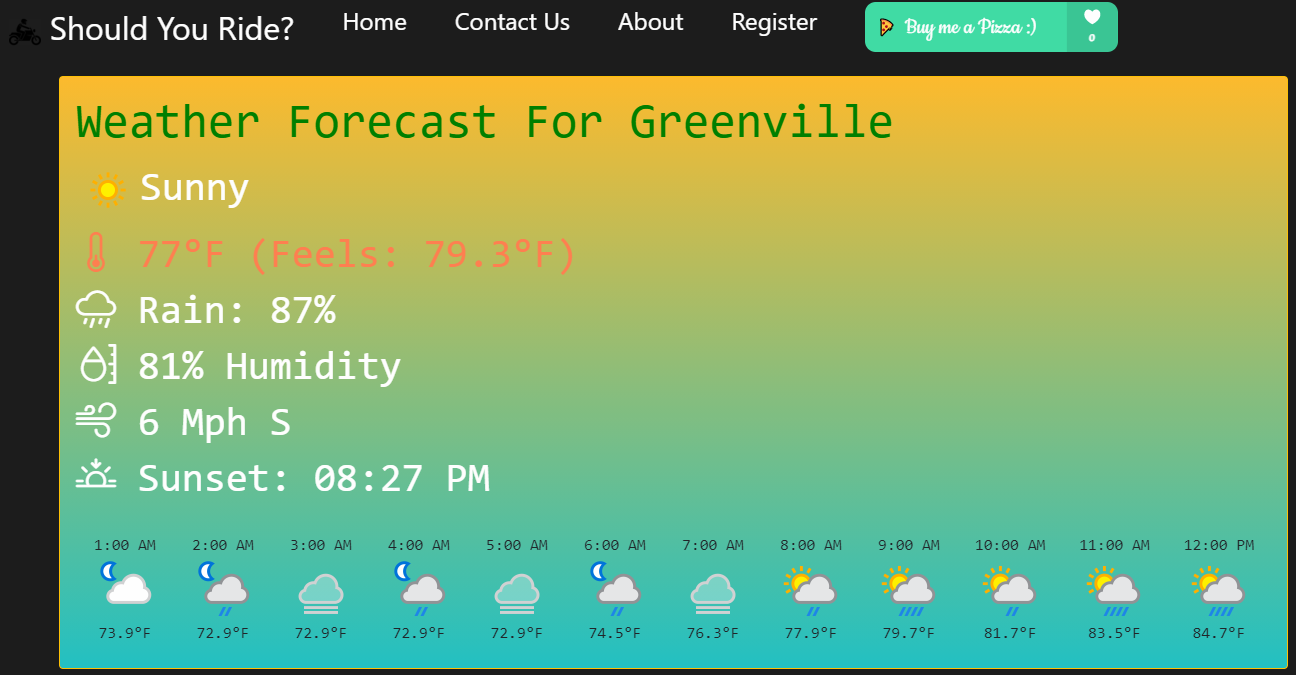 Should You Ride? Home Contact Us About Register Buy me a Pizza :)
0
Weather Forecast For Greenville
Sunny
77°F (Feels: 79.3°F)
Rain: 87%
81% Humidity
6 Mph S
Sunset: 08:27 PM
1:00 AM 2:00 AM 3:00 AM 4:00 AM 5:00 AM 6:00 AM 7:00 AM 8:00 AM 9:00 AM 10:00 AM 11:00 AM 12:00 PM
73.9°F 72.9°F 72.9°F 72.9°F 72.9°F 74.5°F 76.3°F 77.9°F 79.7°F 81.7°F 83.5°F 84.7°F